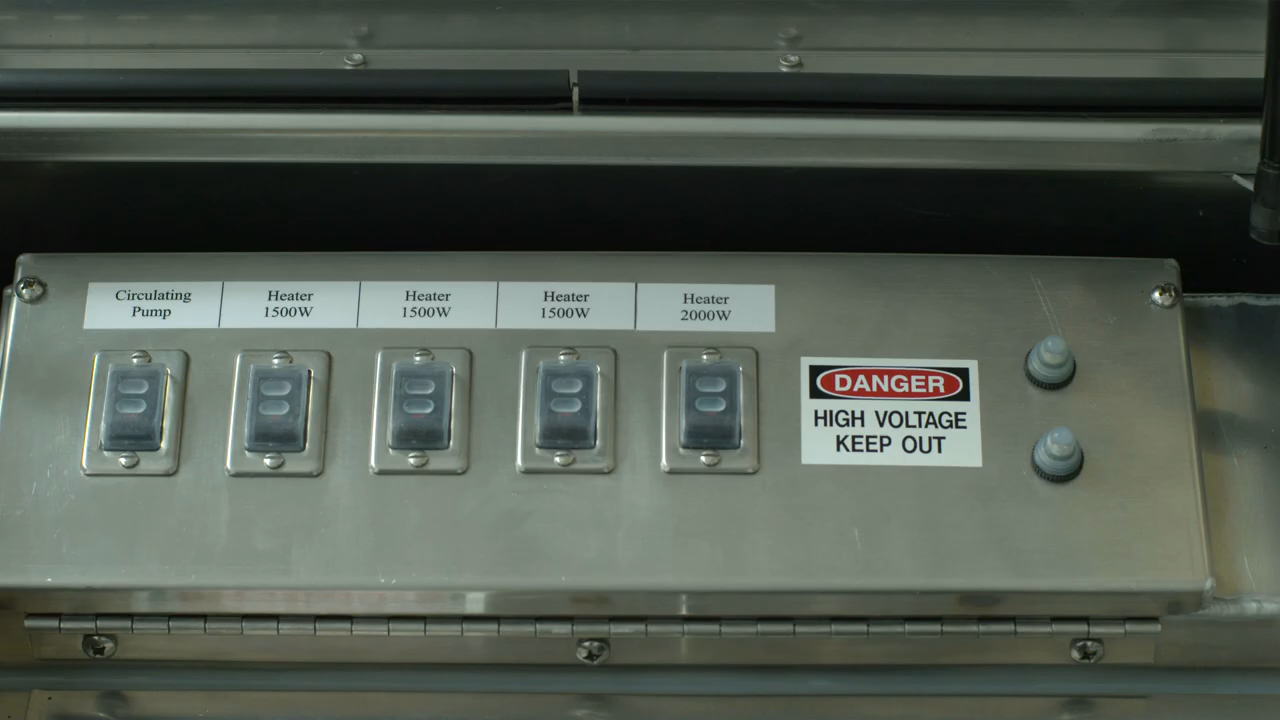 Circulating
Pump
Heater
1500W
Heater
1500W
Heater
1500W
Heater
2000W
DANGER
HIGH VOLTAGE
KEEP OUT